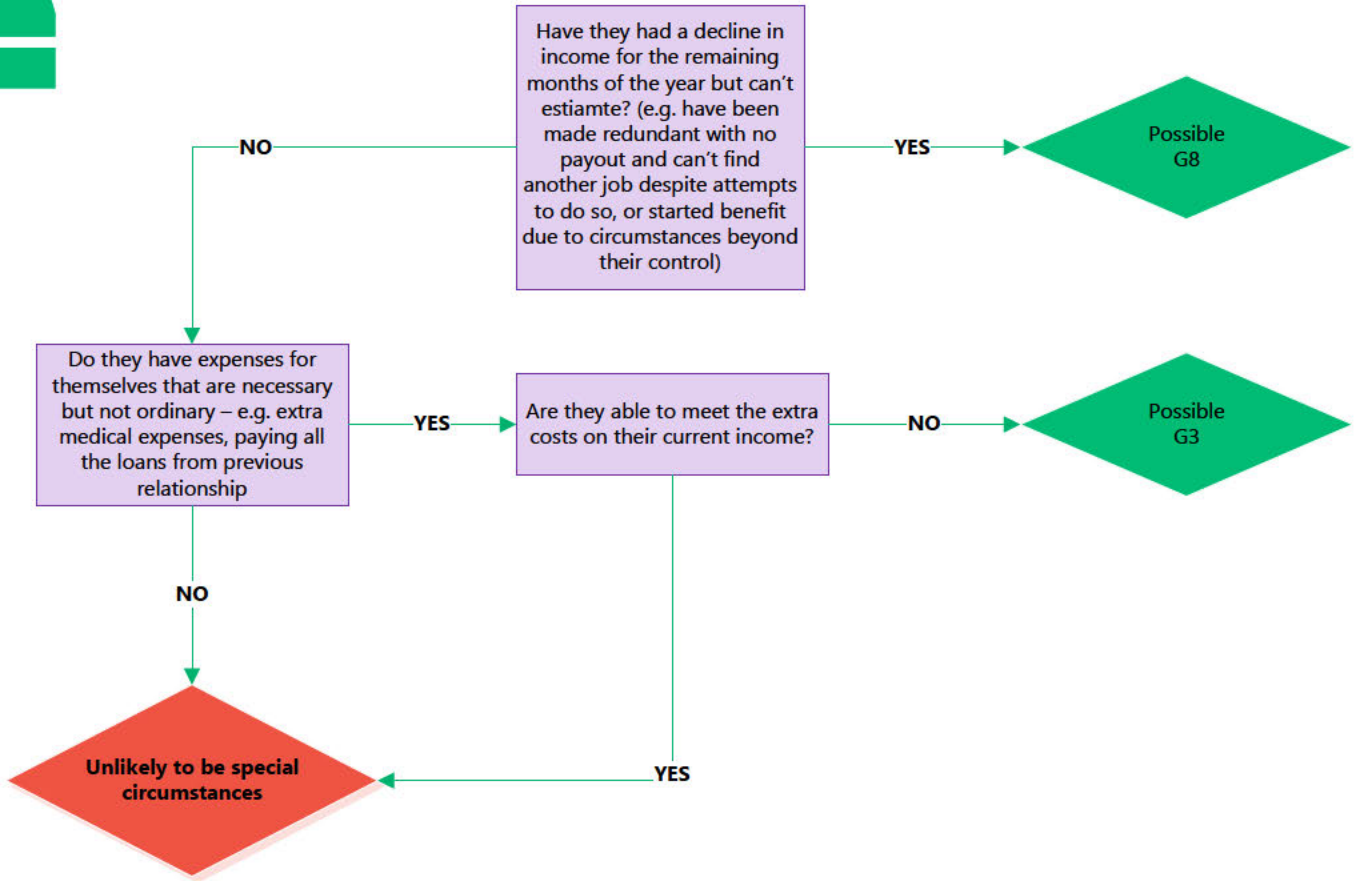 Have they had a decline in
income for the remaining
months of the year but can't
estiamte? (e.g. have been
made redundant with no
payout and can't find
another job despite attempts
to do so, or started benefit
due to circumstances beyond
their control)
NO
YES
Possible
G8
Do they have expenses for
themselves that are necessary
but not ordinary – e.g. extra
medical expenses, paying all
the loans from previous
relationship
YES
Are they able to meet the extra
costs on their current income?
NO
Possible
G3
NO
YES
Unlikely to be special
circumstances